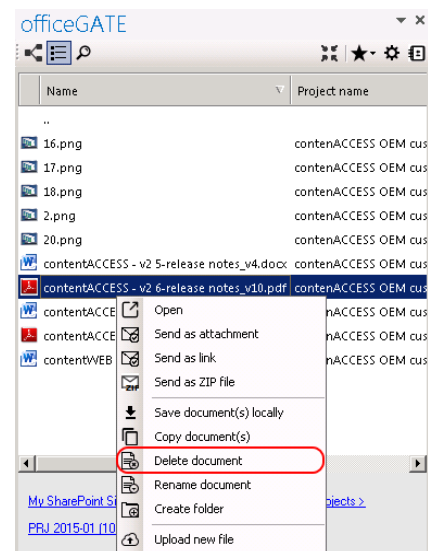 officeGATE
Name Project name
..
16.png contenACCESS OEM cus
17.png contenACCESS OEM cus
18.png contenACCESS OEM cus
2.png contenACCESS OEM cus
20.png contenACCESS OEM cus
contentACCESS - v2 5-release notes_v4.docx contenACCESS OEM cus
contentACCESS - v2 6-release notes_v10.pdf contenACCESS OEM cus
contentACCE nACCESS OEM cus
contentACCE nACCESS OEM cus
contentWEB nACCESS OEM cus
Open
Send as attachment
Send as link
ZIP
Send as ZIP file
Save document(s) locally
Copy document(s)
Delete document
Rename document
Create folder
Upload new file
My SharePoint Si ojects >
PRJ 2015-01 (10